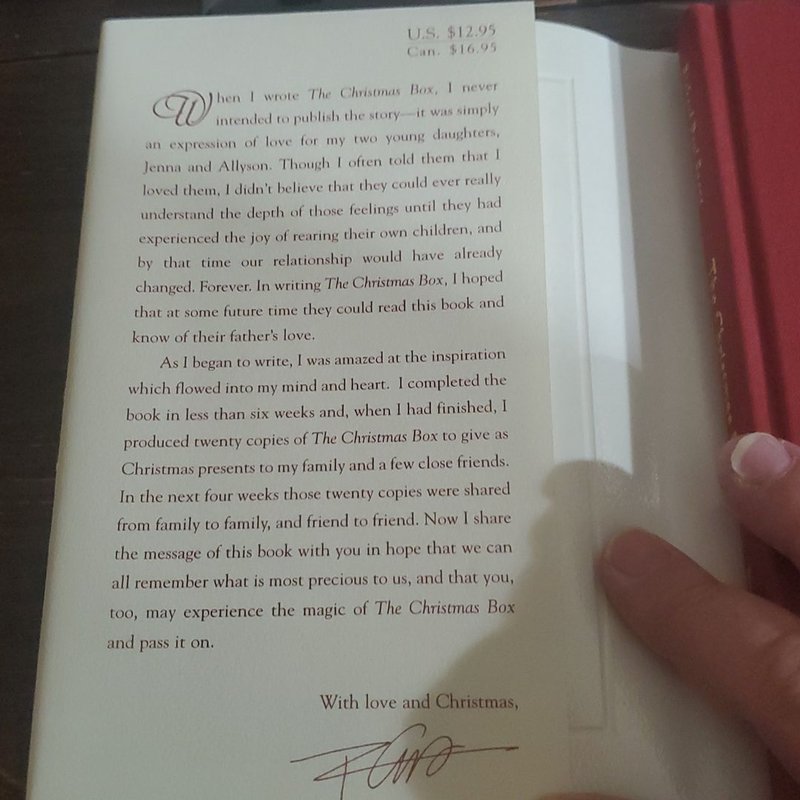 U.S. $12.95
Can. $16.95
When I wrote The Christmas Box, I never
intended to publish the story—it was simply
an expression of love for my two young daughters,
Jenna and Allyson. Though I often told them that I
loved them, I didn't believe that they could ever really
understand the depth of those feelings until they had
experienced the joy of rearing their own children, and
by that time our relationship would have already
changed. Forever. In writing The Christmas Box, I hoped
that at some future time they could read this book and
know of their father's love.
As I began to write, I was amazed at the inspiration
which flowed into my mind and heart. I completed the
book in less than six weeks and, when I had finished, I
produced twenty copies of The Christmas Box to give as
Christmas presents to my family and a few close friends.
In the next four weeks those twenty copies were shared
from family to family, and friend to friend. Now I share
the message of this book with you in hope that we can
all remember what is most precious to us, and that you,
too, may experience the magic of The Christmas Box
and pass it on.
With love and Christmas,
The Christmas